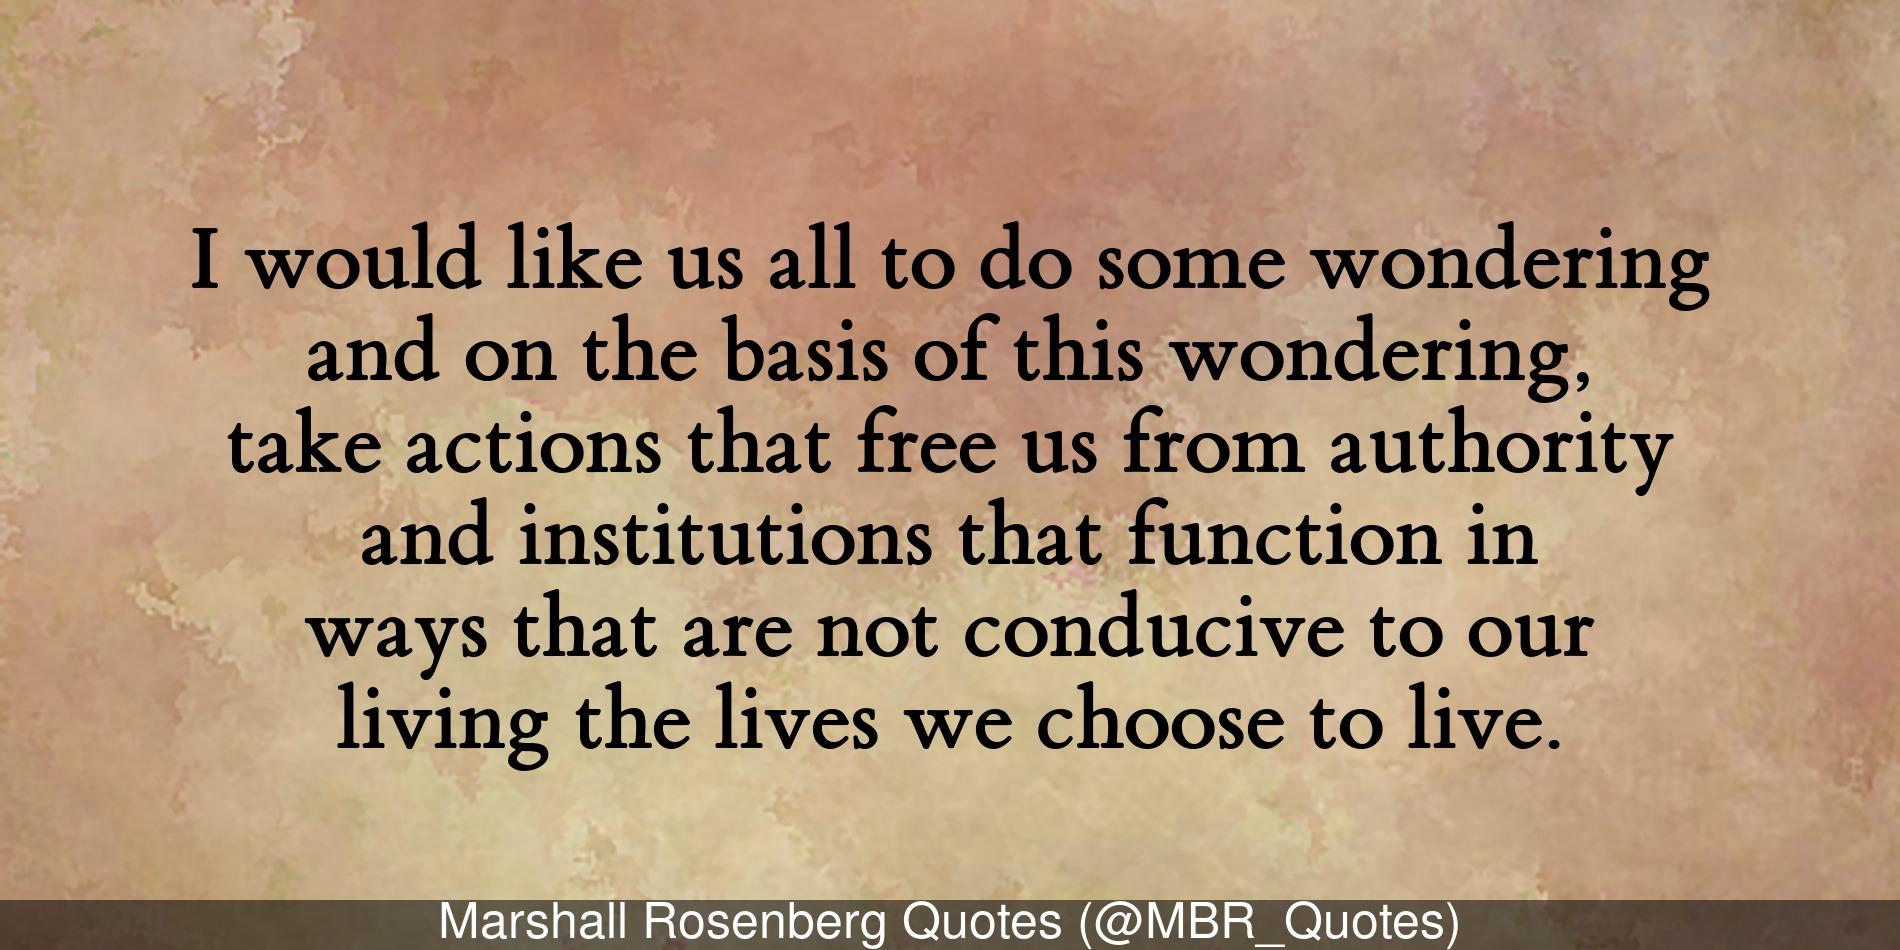 I would like us all to do some wondering
and on the basis of this wondering,
take actions that free us from authority
and institutions that function in
ways that are not conducive to our
living the lives we choose to live.
Marshall Rosenberg Quotes (@MBR_Quotes)